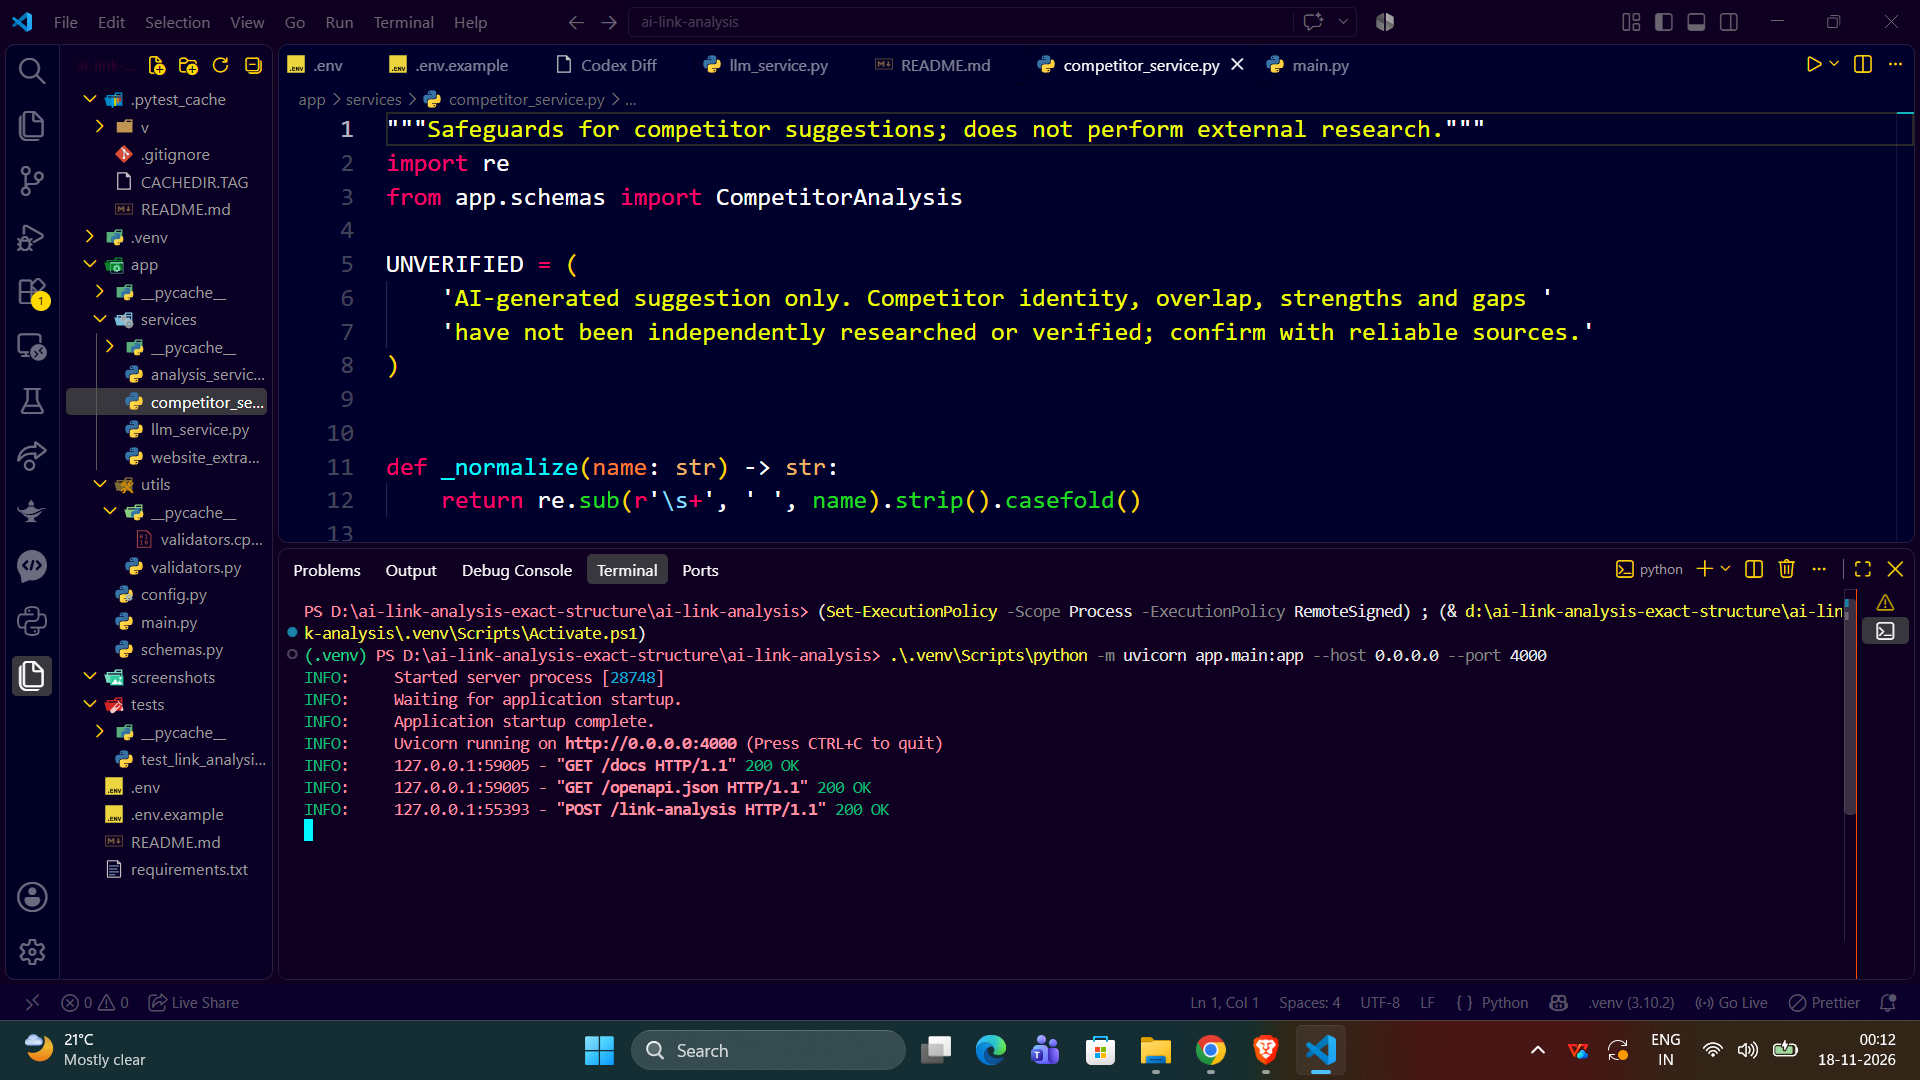 File Edit Selection View Go Run Terminal Help
ai-link-analysis
ai-link-...
.pytest_cache
v
.gitignore
CACHEDIR.TAG
README.md
.venv
app
__pycache__
services
__pycache__
analysis_servic...
competitor_se...
llm_service.py
website_extra...
utils
__pycache__
validators.cp...
validators.py
config.py
main.py
schemas.py
screenshots
tests
__pycache__
test_link_analysi...
.env
.env.example
README.md
requirements.txt
1
.env .env.example Codex Diff llm_service.py README.md competitor_service.py main.py
app > services > competitor_service.py > ...
1 """Safeguards for competitor suggestions; does not perform external research."""
2 import re
3 from app.schemas import CompetitorAnalysis
4
5 UNVERIFIED = (
6 'AI-generated suggestion only. Competitor identity, overlap, strengths and gaps '
7 'have not been independently researched or verified; confirm with reliable sources.'
8 )
9
10
11 def _normalize(name: str) -> str:
12 return re.sub(r'\s+', ' ', name).strip().casefold()
13
Problems Output Debug Console Terminal Ports
python
PS D:\ai-link-analysis-exact-structure\ai-link-analysis> (Set-ExecutionPolicy -Scope Process -ExecutionPolicy RemoteSigned) ; (& d:\ai-link-analysis-exact-structure\ai-lin
k-analysis\.venv\Scripts\Activate.ps1)
(.venv) PS D:\ai-link-analysis-exact-structure\ai-link-analysis> .\.venv\Scripts\python -m uvicorn app.main:app --host 0.0.0.0 --port 4000
INFO: Started server process [28748]
INFO: Waiting for application startup.
INFO: Application startup complete.
INFO: Uvicorn running on http://0.0.0.0:4000 (Press CTRL+C to quit)
INFO: 127.0.0.1:59005 - "GET /docs HTTP/1.1" 200 OK
INFO: 127.0.0.1:59005 - "GET /openapi.json HTTP/1.1" 200 OK
INFO: 127.0.0.1:55393 - "POST /link-analysis HTTP/1.1" 200 OK
0 0 Live Share Ln 1, Col 1 Spaces: 4 UTF-8 LF { } Python .venv (3.10.2) Go Live Prettier
21°C
Mostly clear
Search
ENG
IN
00:12
18-11-2026